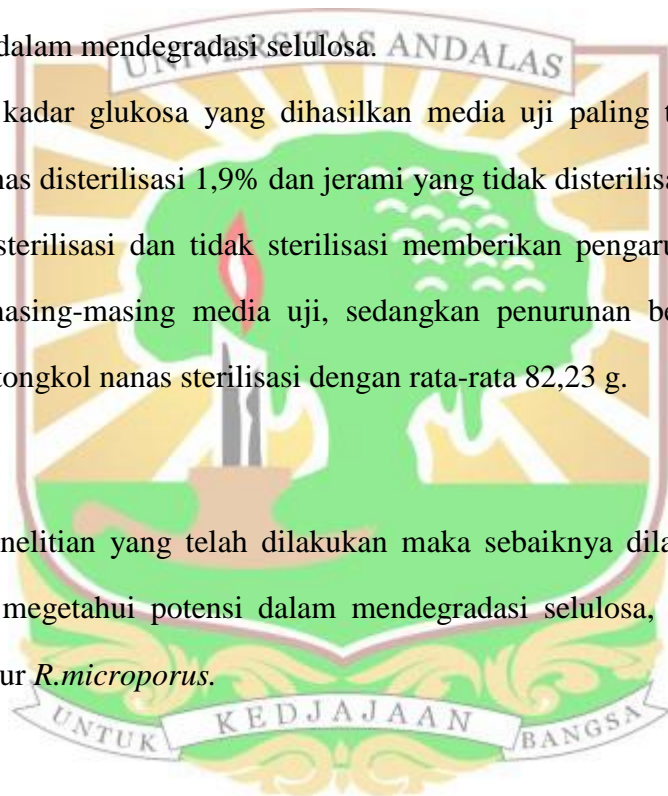 dalam mendegradasi selulosa.
UNIVERSITAS ANDALAS
kadar glukosa yang dihasilkan media uji paling t
nas disterilisasi 1,9% dan jerami yang tidak disterilisa
sterilisasi dan tidak sterilisasi memberikan pengaru
masing-masing media uji, sedangkan penurunan be
tongkol nanas sterilisasi dengan rata-rata 82,23 g.
nelitian yang telah dilakukan maka sebaiknya dila
megetahui potensi dalam mendegradasi selulosa,
ur R.microporus.
UNTUK KEDJAJAAN BANGSA